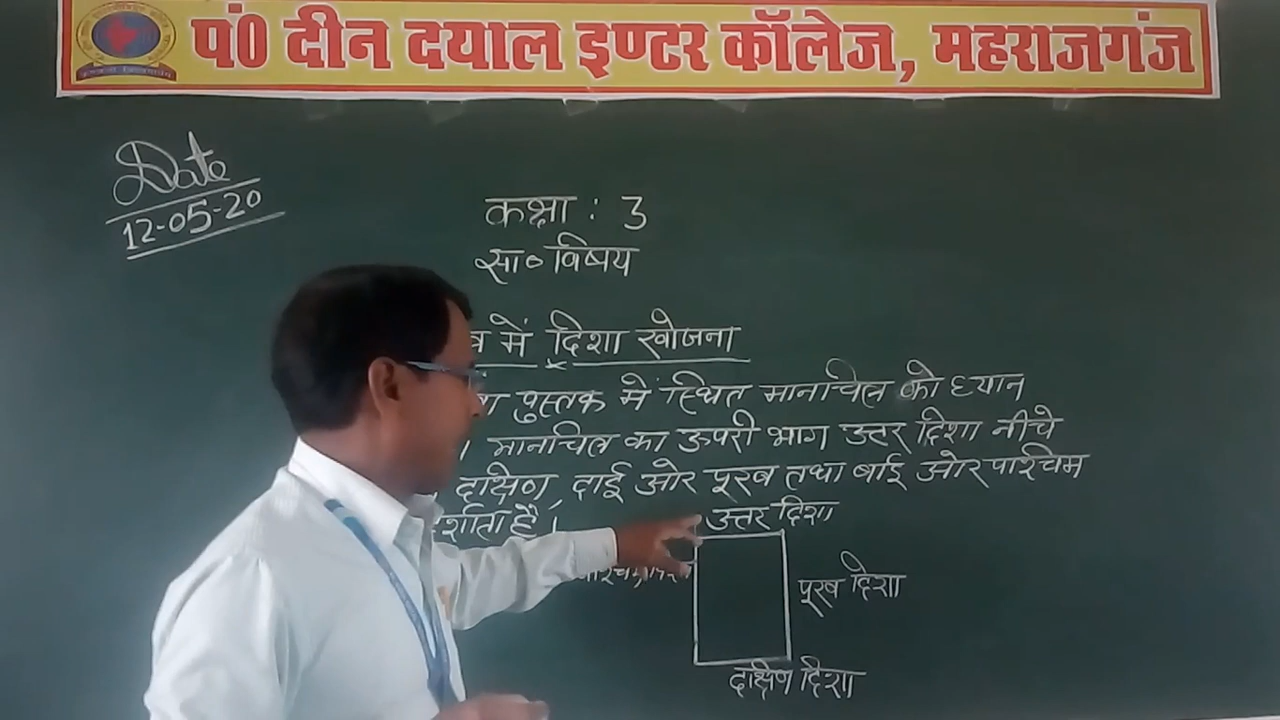 पं0 दीन दयाल इण्टर कॉलेज, महराजगंज
Date
12-05-20
कक्षा : 3
सा० विषय
में दिशा खोजना
पुस्तक में स्थित मानचित्र को ध्यान
। मानचित्र का ऊपरी भाग उत्तर दिशा नीचे
दक्षिण, दाई ओर पूरब तथा बाई ओर पश्चिम
है ।
उत्तर दिशा
पूरब दिशा
दक्षिण दिशा